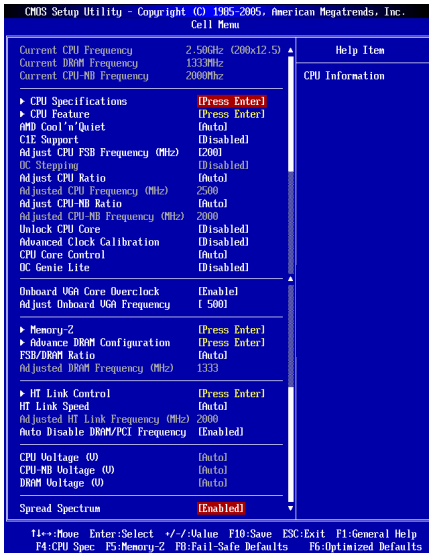 CMOS Setup Utility - Copyright (C) 1985-2005, American Megatrends, Inc.
Cell Menu
Current CPU Frequency 2.50GHz (200x12.5)
Current DRAM Frequency 1333MHz
Current CPU-NB Frequency 2000Mhz
Help Item
CPU Information
CPU Specifications [Press Enter]
CPU Feature [Press Enter]
AMD Cool'n'Quiet [Auto]
C1E Support [Disabled]
Adjust CPU FSB Frequency (MHz) [200]
OC Stepping [Disabled]
Adjust CPU Ratio [Auto]
Adjusted CPU Frequency (MHz) 2500
Adjust CPU-NB Ratio [Auto]
Adjusted CPU-NB Frequency (MHz) 2000
Unlock CPU Core [Disabled]
Advanced Clock Calibration [Disabled]
CPU Core Control [Auto]
OC Genie Lite [Disabled]
Onboard VGA Core Overclock [Enable]
Adjust Onboard VGA Frequency [ 500]
Memory-Z [Press Enter]
Advance DRAM Configuration [Press Enter]
FSB/DRAM Ratio [Auto]
Adjusted DRAM Frequency (MHz) 1333
HT Link Control [Press Enter]
HT Link Speed [Auto]
Adjusted HT Link Frequency (MHz) 2000
Auto Disable DRAM/PCI Frequency [Enabled]
CPU Voltage (V) [Auto]
CPU-NB Voltage (V) [Auto]
DRAM Voltage (V) [Auto]
Spread Spectrum [Enabled]
↑↓←→:Move Enter:Select +/-/:Value F10:Save ESC:Exit F1:General Help
F4:CPU Spec F5:Memory-Z F8:Fail-Safe Defaults F6:Optimized Defaults